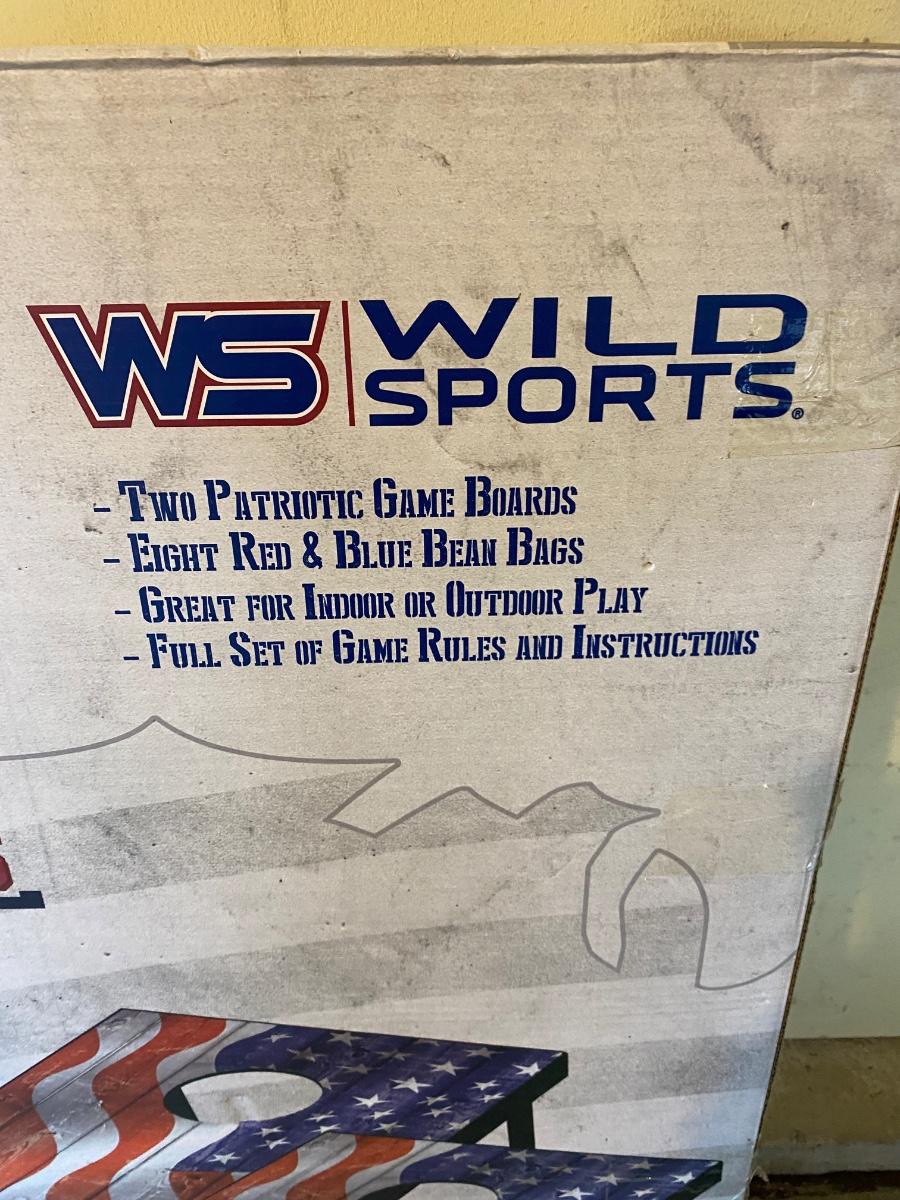 WS WILD
SPORTS®
- TWO PATRIOTIC GAME BOARDS
- EIGHT RED & BLUE BEAN BAGS
- GREAT FOR INDOOR OR OUTDOOR PLAY
- FULL SET OF GAME RULES AND INSTRUCTIONS